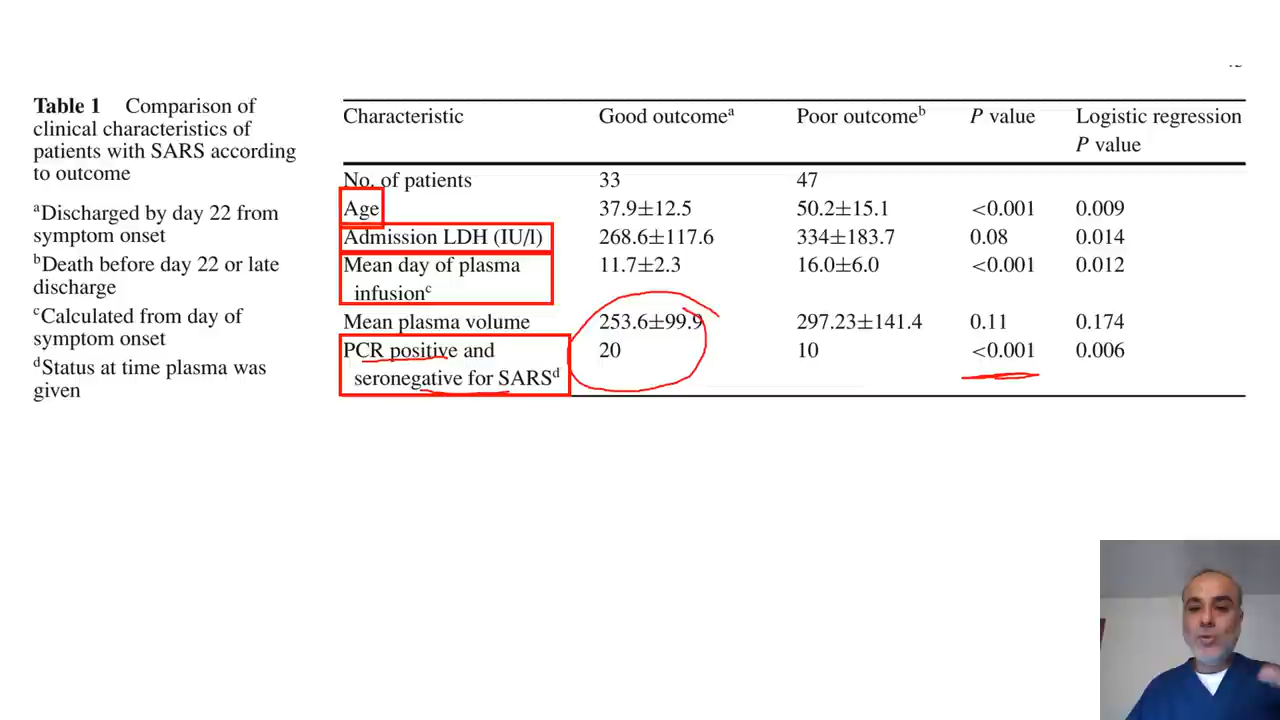 Table 1 Comparison of
clinical characteristics of
patients with SARS according
to outcome
aDischarged by day 22 from
symptom onset
bDeath before day 22 or late
discharge
cCalculated from day of
symptom onset
dStatus at time plasma was
given
Characteristic Good outcomea Poor outcomeb P value Logistic regression
P value
No. of patients 33 47
Age 37.9±12.5 50.2±15.1 <0.001 0.009
Admission LDH (IU/l) 268.6±117.6 334±183.7 0.08 0.014
Mean day of plasma 11.7±2.3 16.0±6.0 <0.001 0.012
infusionc
Mean plasma volume 253.6±99.9 297.23±141.4 0.11 0.174
PCR positive and 20 10 <0.001 0.006
seronegative for SARSd